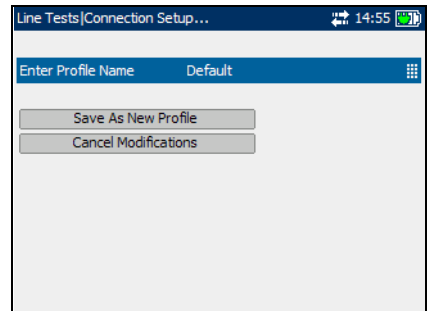 Line Tests|Connection Setup... 14:55
Enter Profile Name Default
Save As New Profile
Cancel Modifications